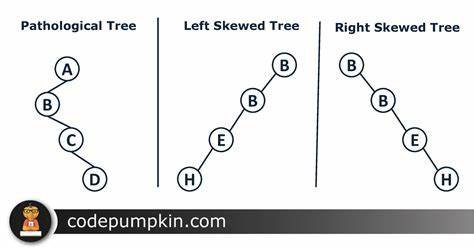 Pathological Tree
A
B
C
D
Left Skewed Tree
B
B
E
H
Right Skewed Tree
B
B
E
H
codepumpkin.com